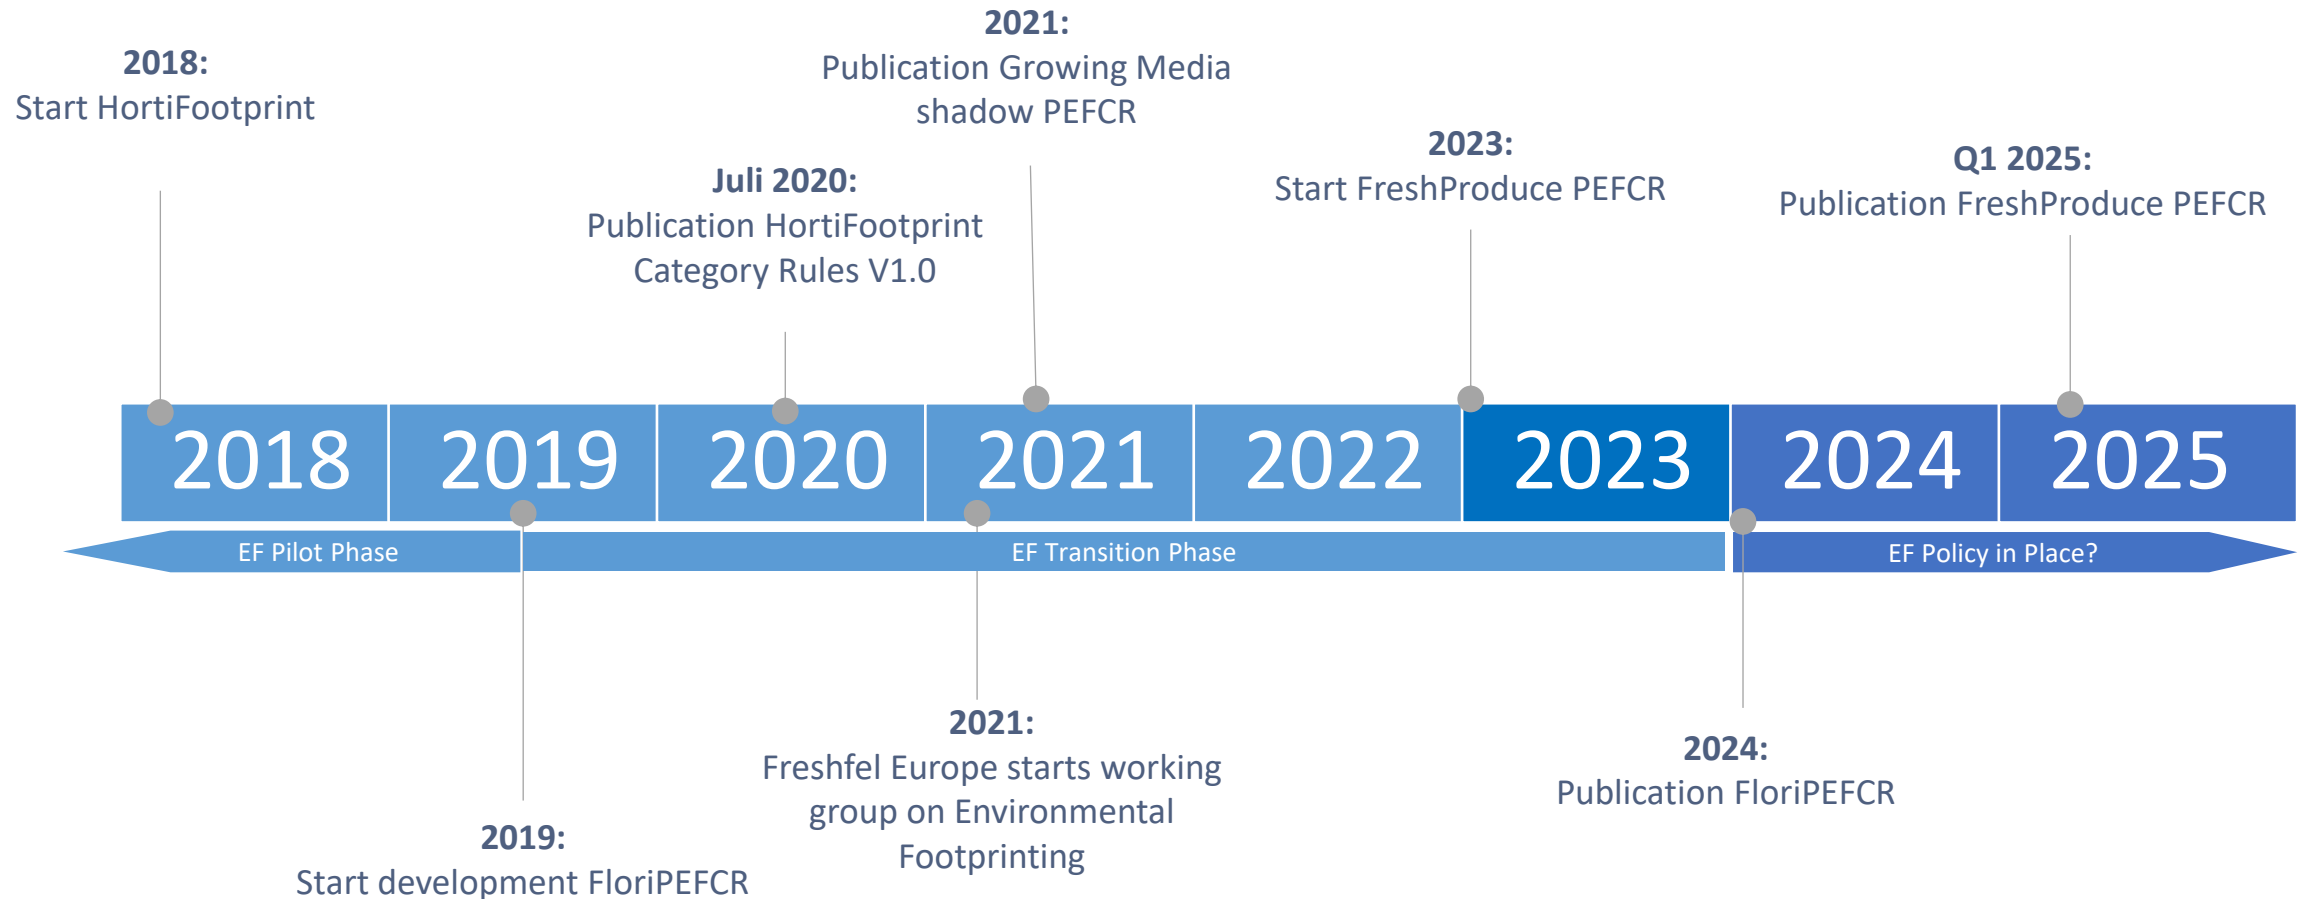 2018:
Start HortiFootprint
Juli 2020:
Publication HortiFootprint
Category Rules V1.0
2021:
Publication Growing Media
shadow PEFCR
2023:
Start FreshProduce PEFCR
Q1 2025:
Publication FreshProduce PEFCR
2018 2019 2020 2021 2022 2023 2024 2025
EF Pilot Phase EF Transition Phase EF Policy in Place?
2019:
Start development FloriPEFCR
2021:
Freshfel Europe starts working
group on Environmental
Footprinting
2024:
Publication FloriPEFCR